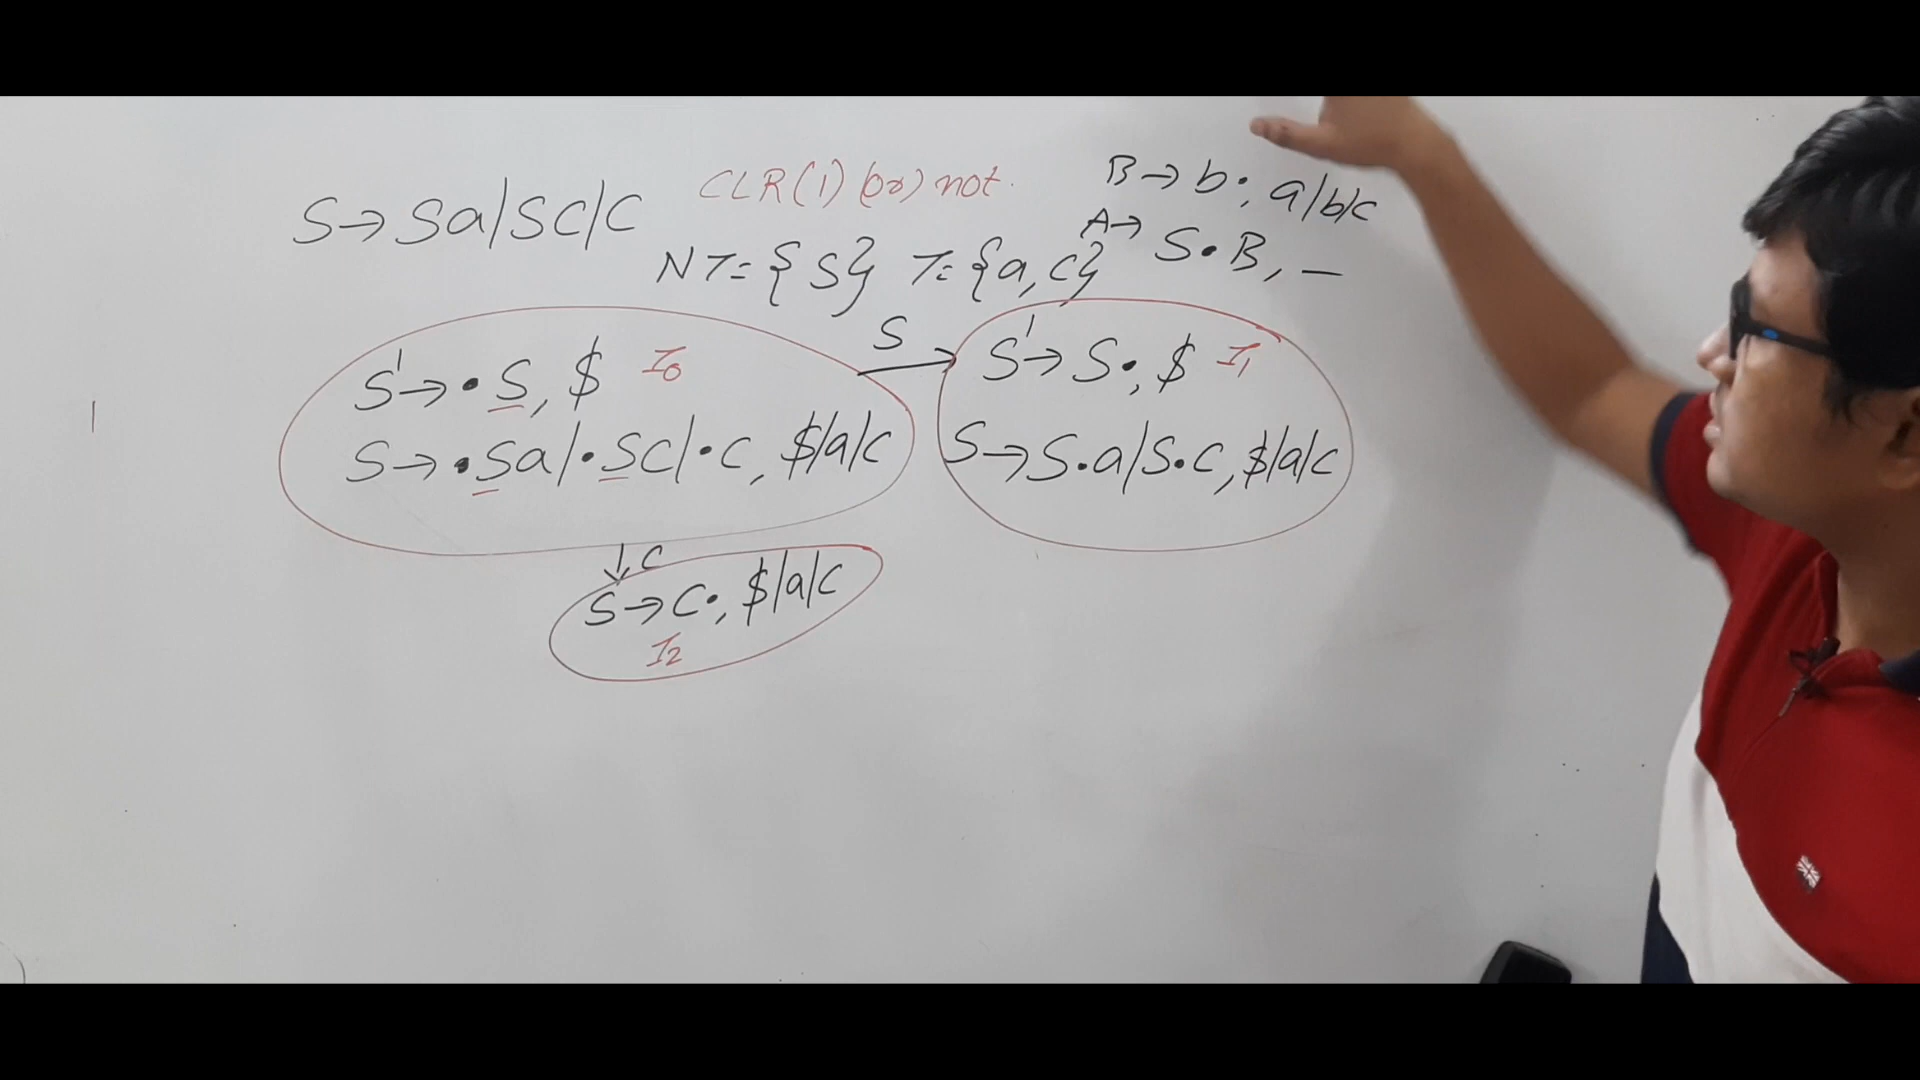 S→Sa|Sc|c
CLR(1) (or) not.
B→b•, a|b|c
A→ S•B, —
NT={S} T={a,c}
S'→•S, $ I0
S→•Sa|•Sc|•c, $|a|c
S
S'→S•, $ I1
S→S•a|S•c, $|a|c
↓c
S→c•, $|a|c
I2